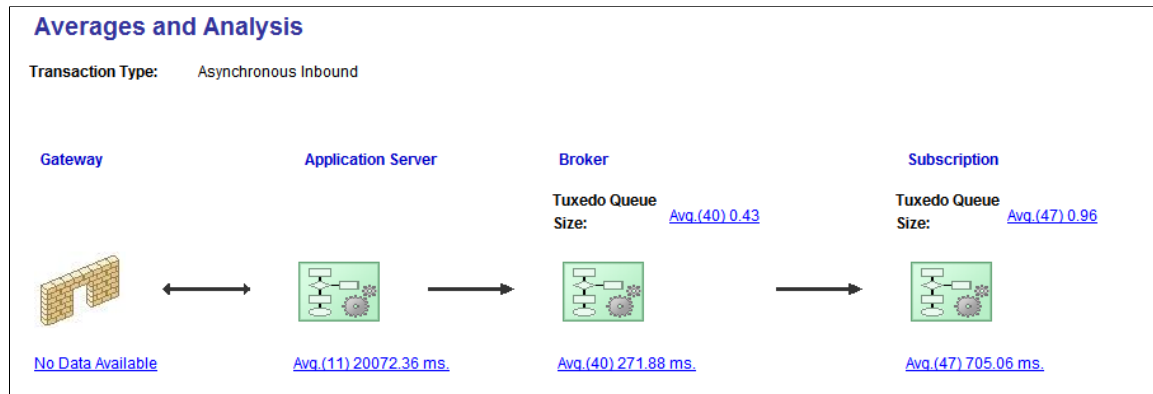 Averages and Analysis
Transaction Type: Asynchronous Inbound
Gateway Application Server Broker Subscription
Tuxedo Queue Size: Avg.(40) 0.43
Tuxedo Queue Size: Avg.(47) 0.96
No Data Available Avg.(11) 20072.36 ms. Avg.(40) 271.88 ms. Avg.(47) 705.06 ms.